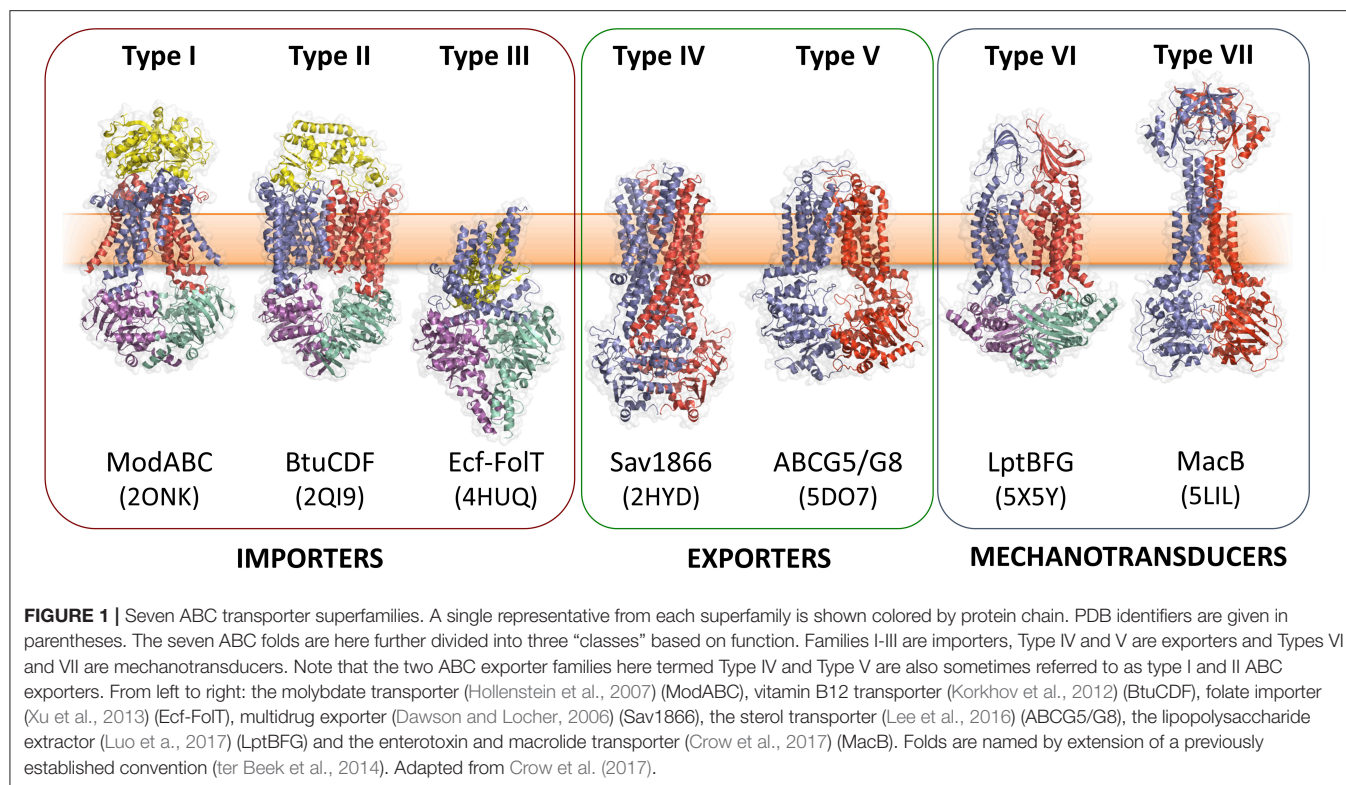 Type I Type II Type III Type IV Type V Type VI Type VII
ModABC BtuCDF Ecf-FolT Sav1866 ABCG5/G8 LptBFG MacB
(2ONK) (2QI9) (4HUQ) (2HYD) (5DO7) (5X5Y) (5LIL)
IMPORTERS EXPORTERS MECHANOTRANSDUCERS
FIGURE 1 | Seven ABC transporter superfamilies. A single representative from each superfamily is shown colored by protein chain. PDB identifiers are given in
parentheses. The seven ABC folds are here further divided into three “classes” based on function. Families I-III are importers, Type IV and V are exporters and Types VI
and VII are mechanotransducers. Note that the two ABC exporter families here termed Type IV and Type V are also sometimes referred to as type I and II ABC
exporters. From left to right: the molybdate transporter (Hollenstein et al., 2007) (ModABC), vitamin B12 transporter (Korkhov et al., 2012) (BtuCDF), folate importer
(Xu et al., 2013) (Ecf-FolT), multidrug exporter (Dawson and Locher, 2006) (Sav1866), the sterol transporter (Lee et al., 2016) (ABCG5/G8), the lipopolysaccharide
extractor (Luo et a., 2017) (LptBFG) and the enterotoxin and macrolide transporter (Crow et al., 2017) (MacB). Folds are named by extension of a previously
established convention (ter Beek et al., 2014). Adapted from Crow et al. (2017).